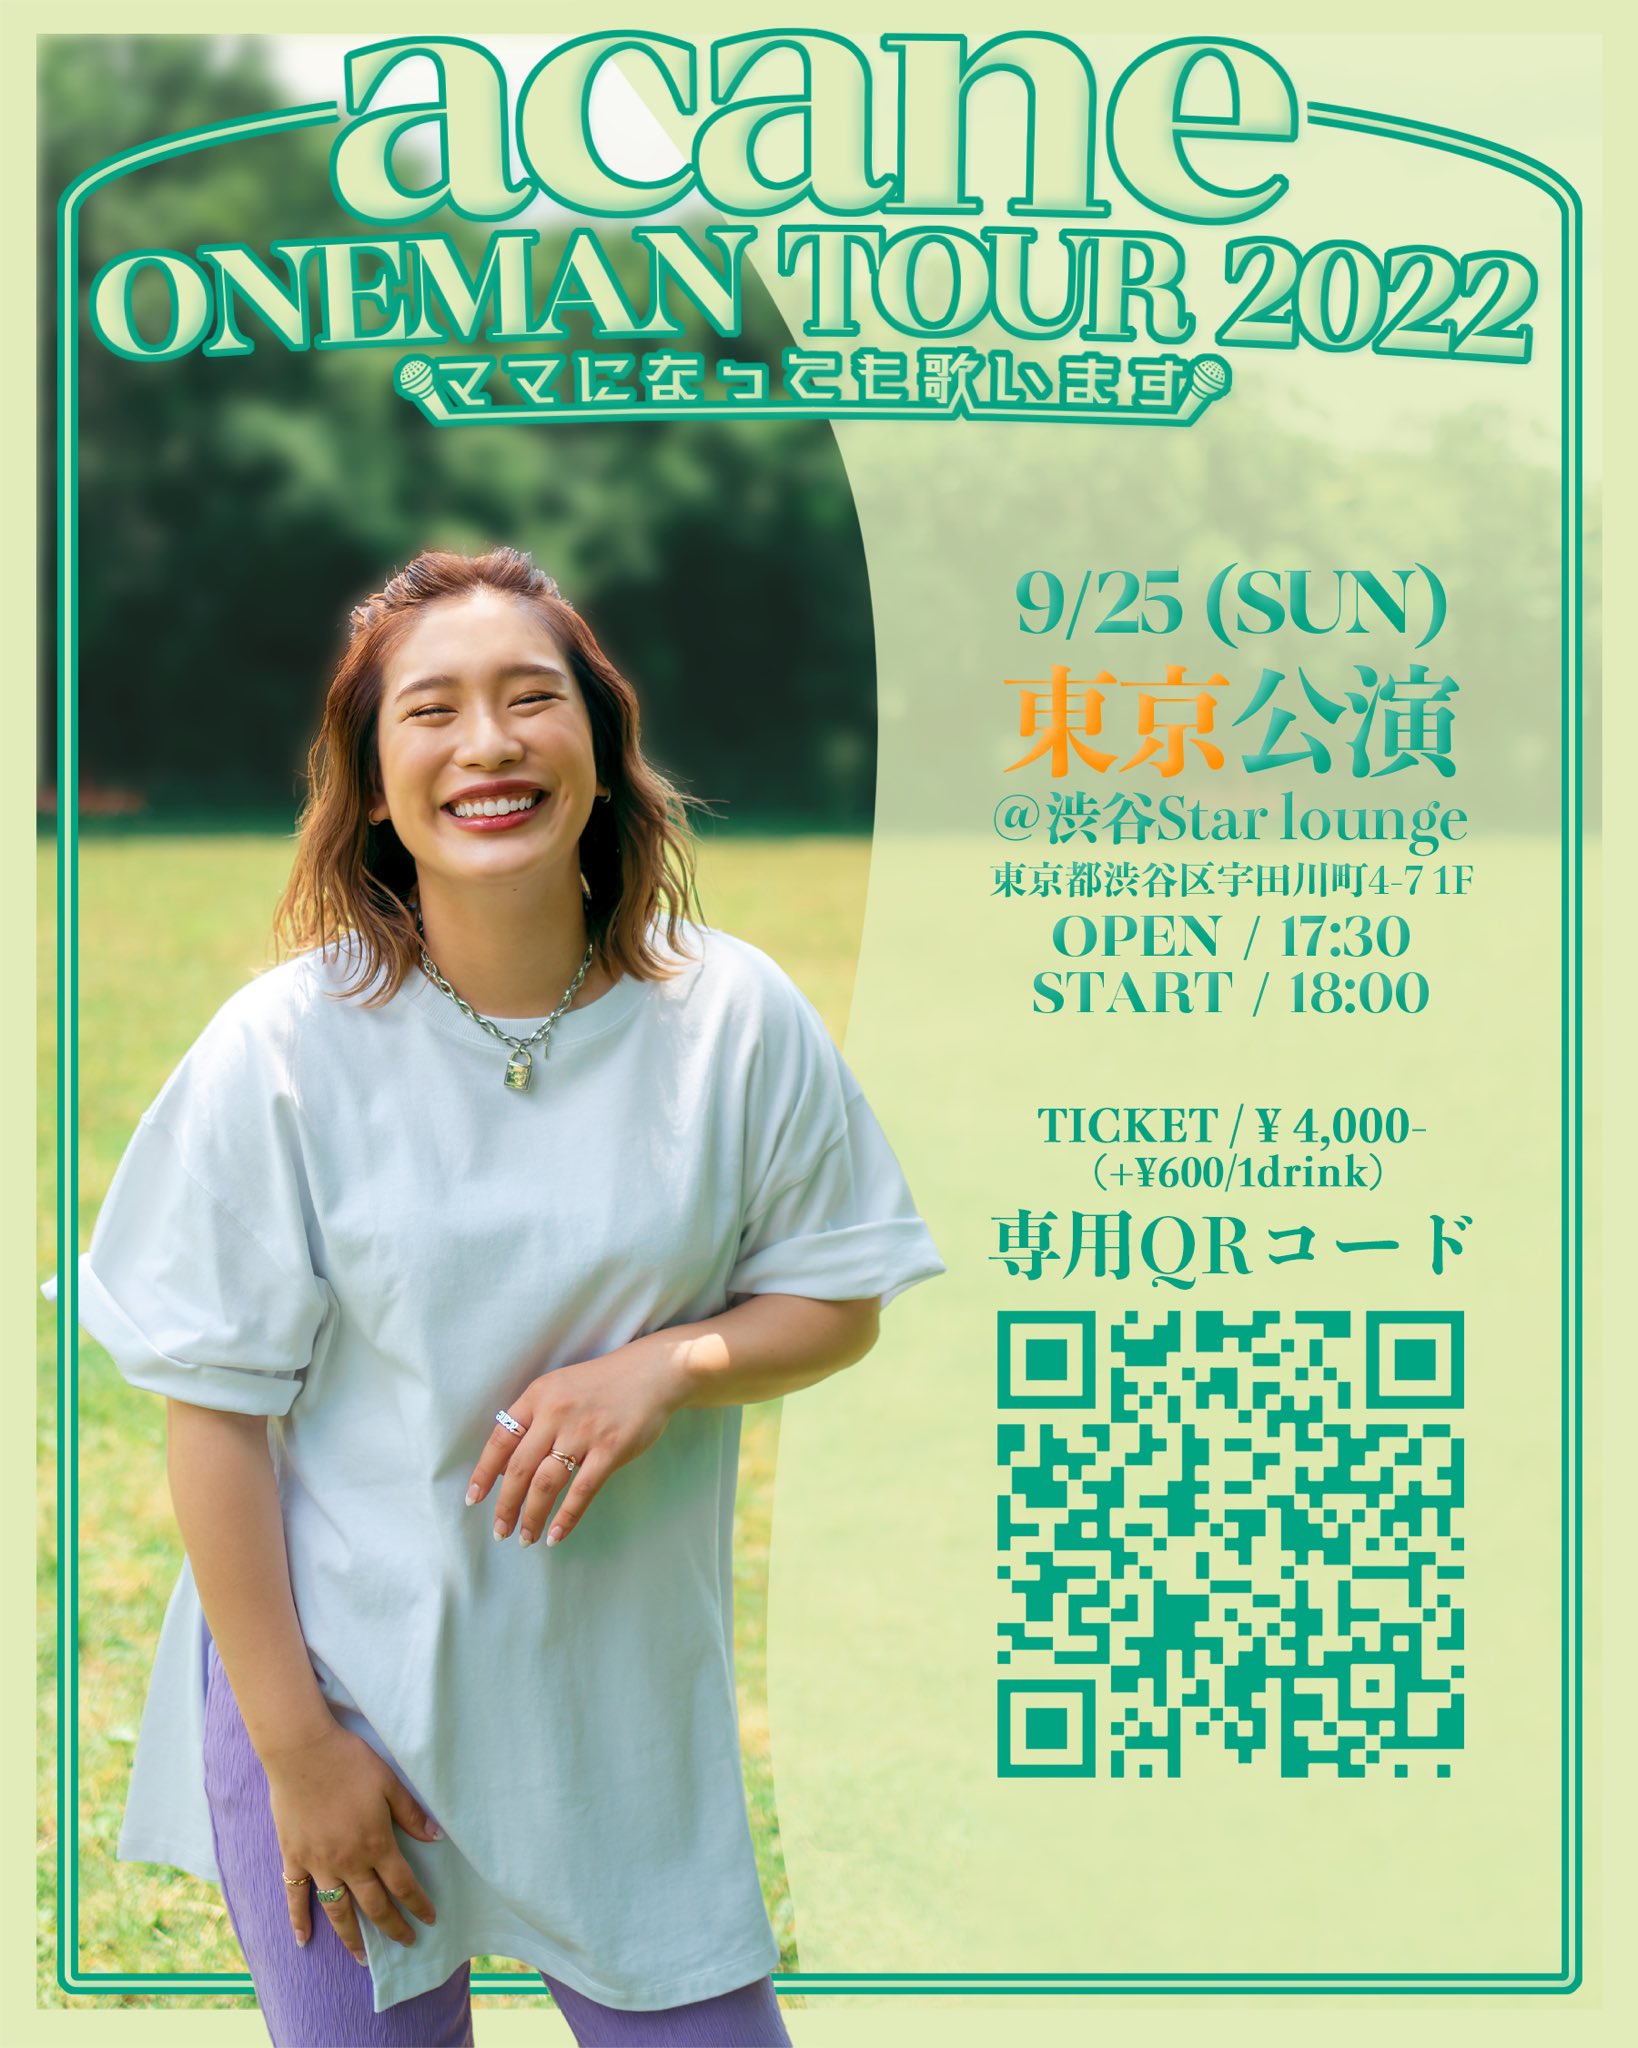 acane
ONEMAN TOUR 2022
ママになっても歌います
9/25 (SUN)
東京公演
@渋谷Star lounge
東京都渋谷区宇田川町4-7 1F
OPEN / 17:30
START / 18:00
TICKET / ¥ 4,000-
(+¥600/1drink)
専用QRコード